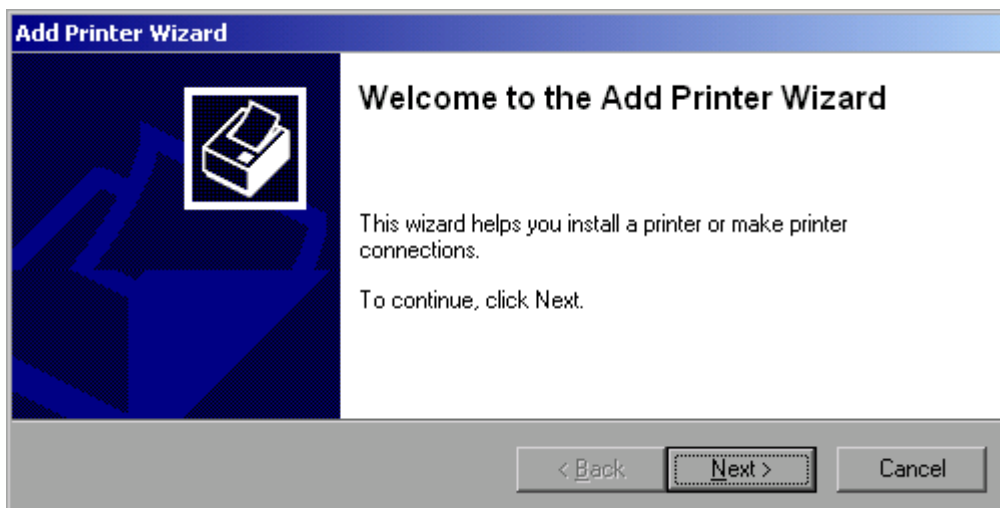 Add Printer Wizard
Welcome to the Add Printer Wizard
This wizard helps you install a printer or make printer
connections.
To continue, click Next.
< Back
Next >
Cancel